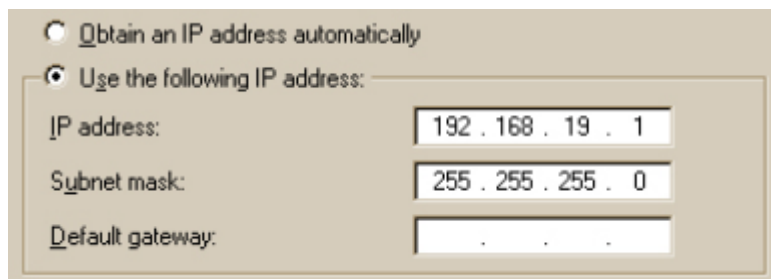 Obtain an IP address automatically
Use the following IP address:
IP address: 192 . 168 . 19 . 1
Subnet mask: 255 . 255 . 255 . 0
Default gateway: . . .